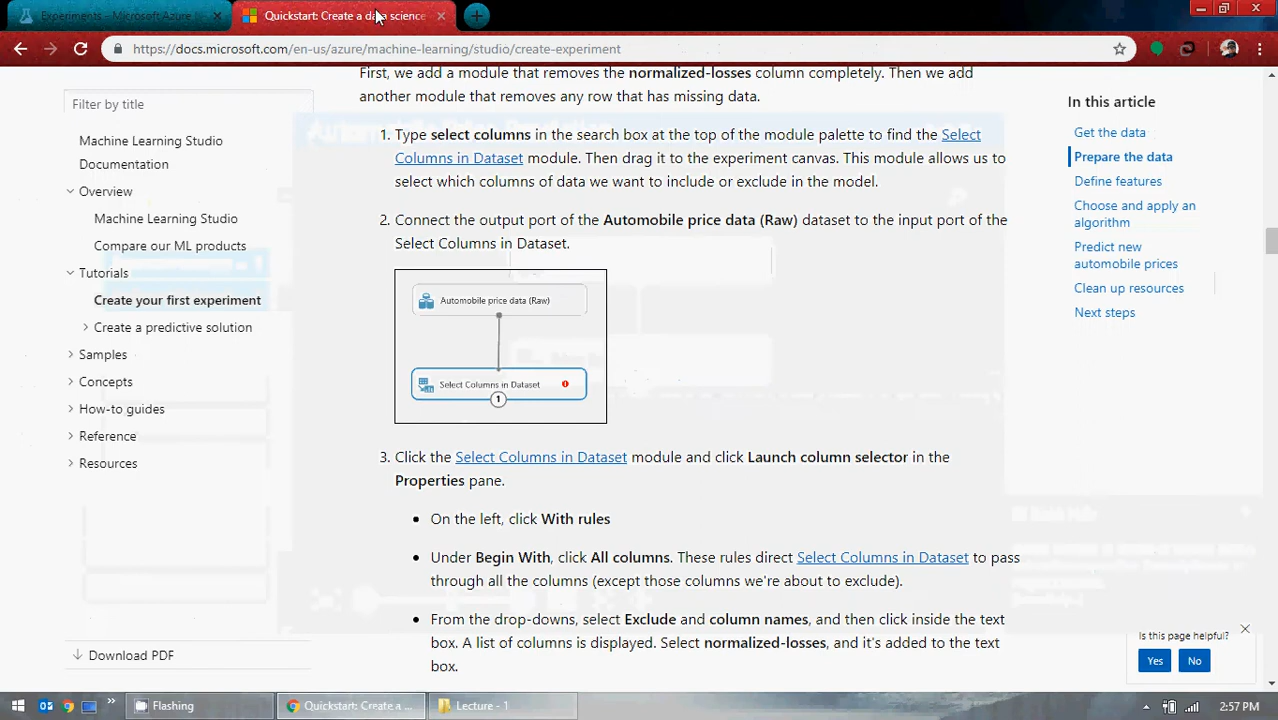 Experiments - Microsoft Azure
Quickstart: Create a data science
https://docs.microsoft.com/en-us/azure/machine-learning/studio/create-experiment
Filter by title
Machine Learning Studio
Documentation
Overview
Machine Learning Studio
Compare our ML products
Tutorials
Create your first experiment
Create a predictive solution
Samples
Concepts
How-to guides
Reference
Resources
Download PDF
First, we add a module that removes the normalized-losses column completely. Then we add
another module that removes any row that has missing data.
1. Type select columns in the search box at the top of the module palette to find the Select
Columns in Dataset module. Then drag it to the experiment canvas. This module allows us to
select which columns of data we want to include or exclude in the model.
2. Connect the output port of the Automobile price data (Raw) dataset to the input port of the
Select Columns in Dataset.
Automobile price data (Raw)
Select Columns in Dataset
1
3. Click the Select Columns in Dataset module and click Launch column selector in the
Properties pane.
• On the left, click With rules
• Under Begin With, click All columns. These rules direct Select Columns in Dataset to pass
through all the columns (except those columns we're about to exclude).
• From the drop-downs, select Exclude and column names, and then click inside the text
box. A list of columns is displayed. Select normalized-losses, and it's added to the text
box.
In this article
Get the data
Prepare the data
Define features
Choose and apply an
algorithm
Predict new
automobile prices
Clean up resources
Next steps
Is this page helpful?
Yes
No
Flashing
Quickstart: Create a ...
Lecture - 1
2:57 PM